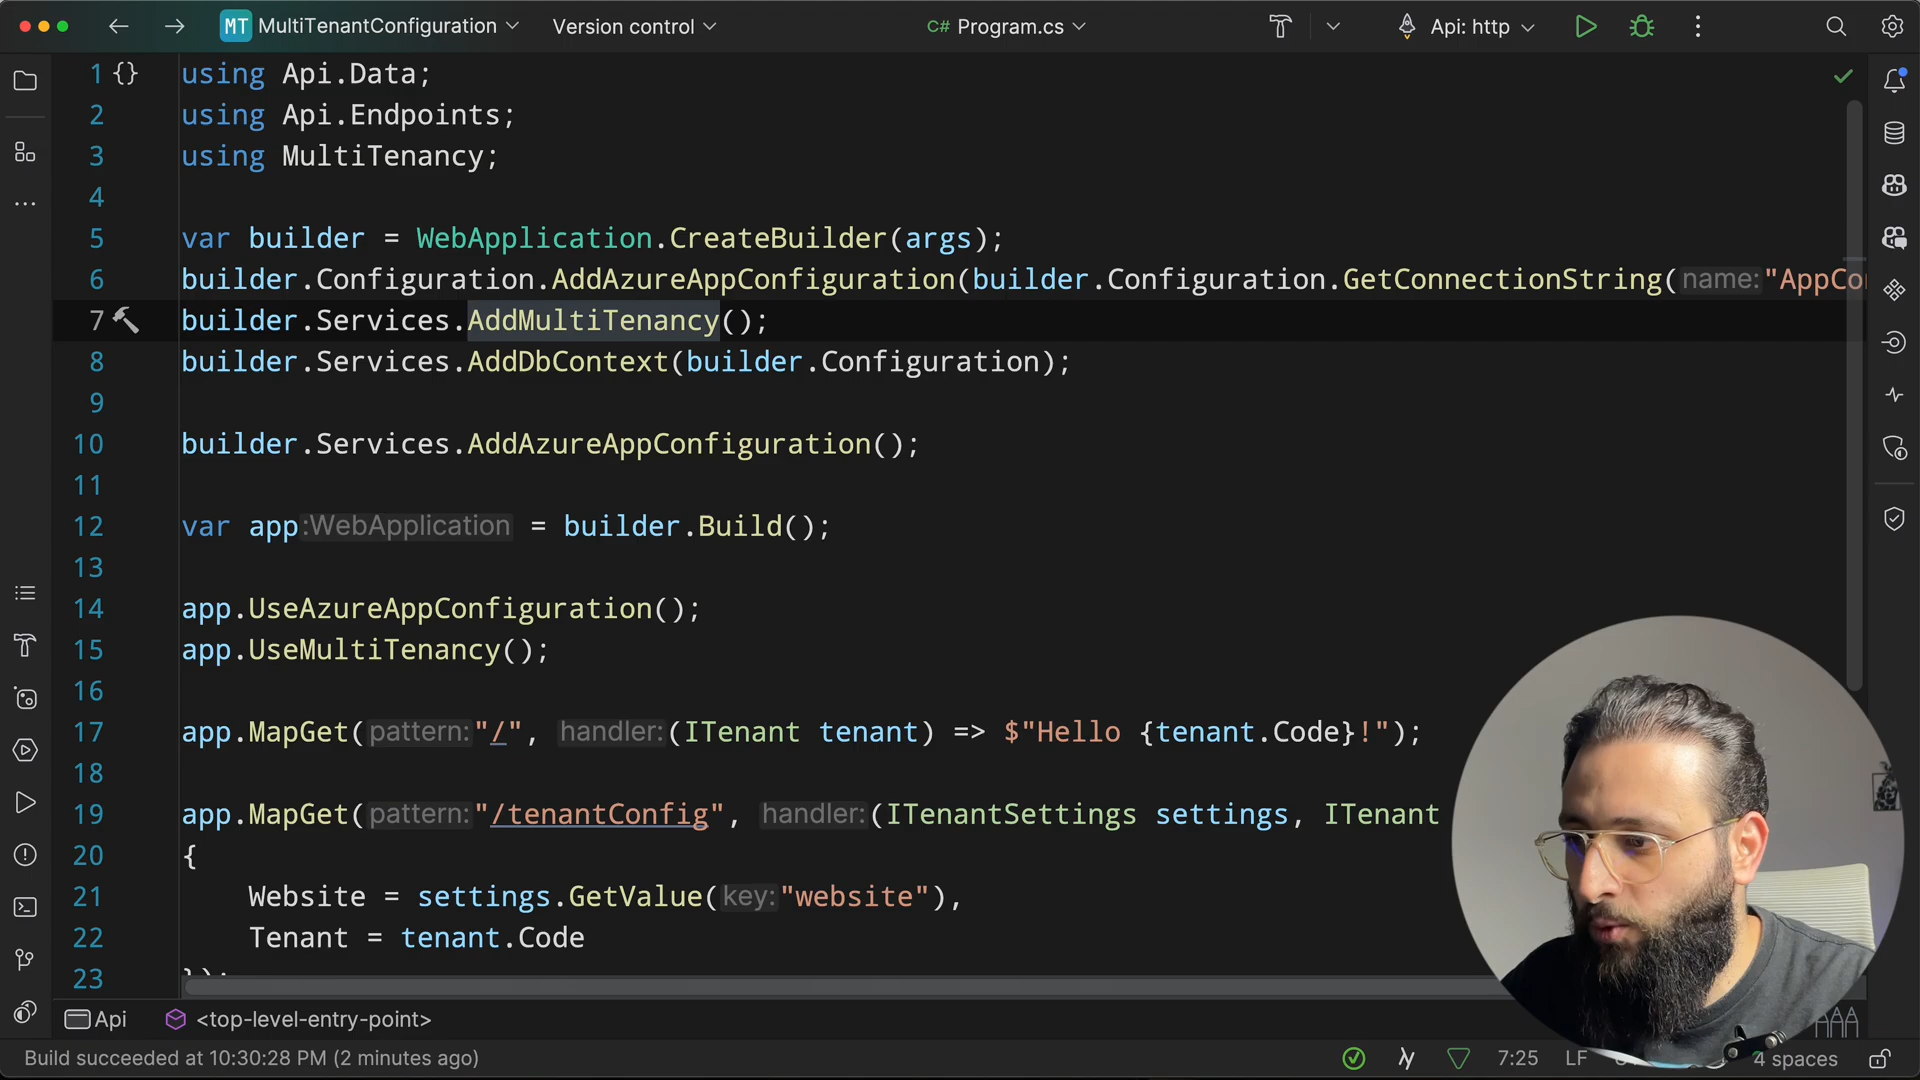 MT MultiTenantConfiguration Version control C# Program.cs Api: http
1 {} using Api.Data;
2 using Api.Endpoints;
3 using MultiTenancy;
4
5 var builder = WebApplication.CreateBuilder(args);
6 builder.Configuration.AddAzureAppConfiguration(builder.Configuration.GetConnectionString( name: "AppCo
7 builder.Services.AddMultiTenancy();
8 builder.Services.AddDbContext(builder.Configuration);
9
10 builder.Services.AddAzureAppConfiguration();
11
12 var app :WebApplication = builder.Build();
13
14 app.UseAzureAppConfiguration();
15 app.UseMultiTenancy();
16
17 app.MapGet( pattern: "/", handler: (ITenant tenant) => $"Hello {tenant.Code}!");
18
19 app.MapGet( pattern: "/tenantConfig", handler: (ITenantSettings settings, ITenant
20 {
21 Website = settings.GetValue( key: "website"),
22 Tenant = tenant.Code
23 });
Api <top-level-entry-point>
Build succeeded at 10:30:28 PM (2 minutes ago) 7:25 LF 4 spaces